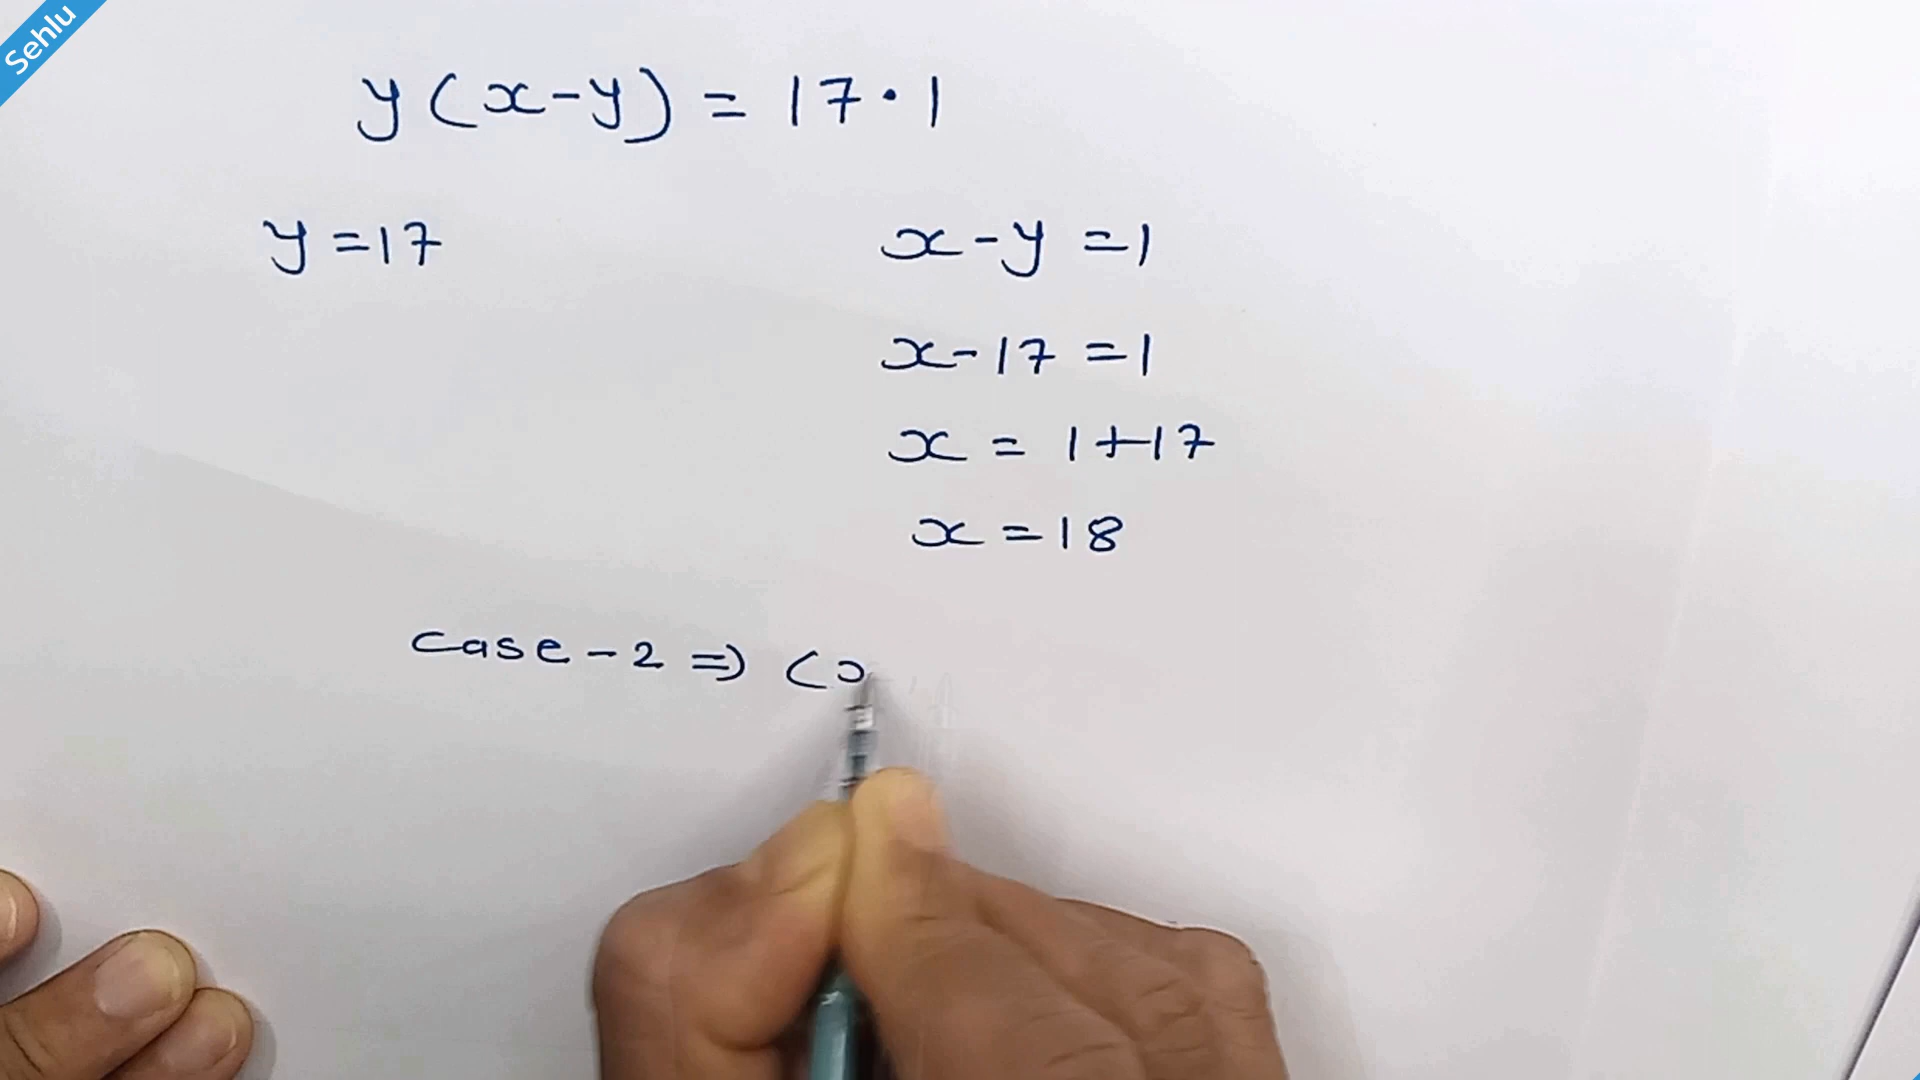 Sehlu
y(x-y) = 17·1
y=17 x-y=1
x-17=1
x = 1+17
x=18
case-2 ⇒ (x